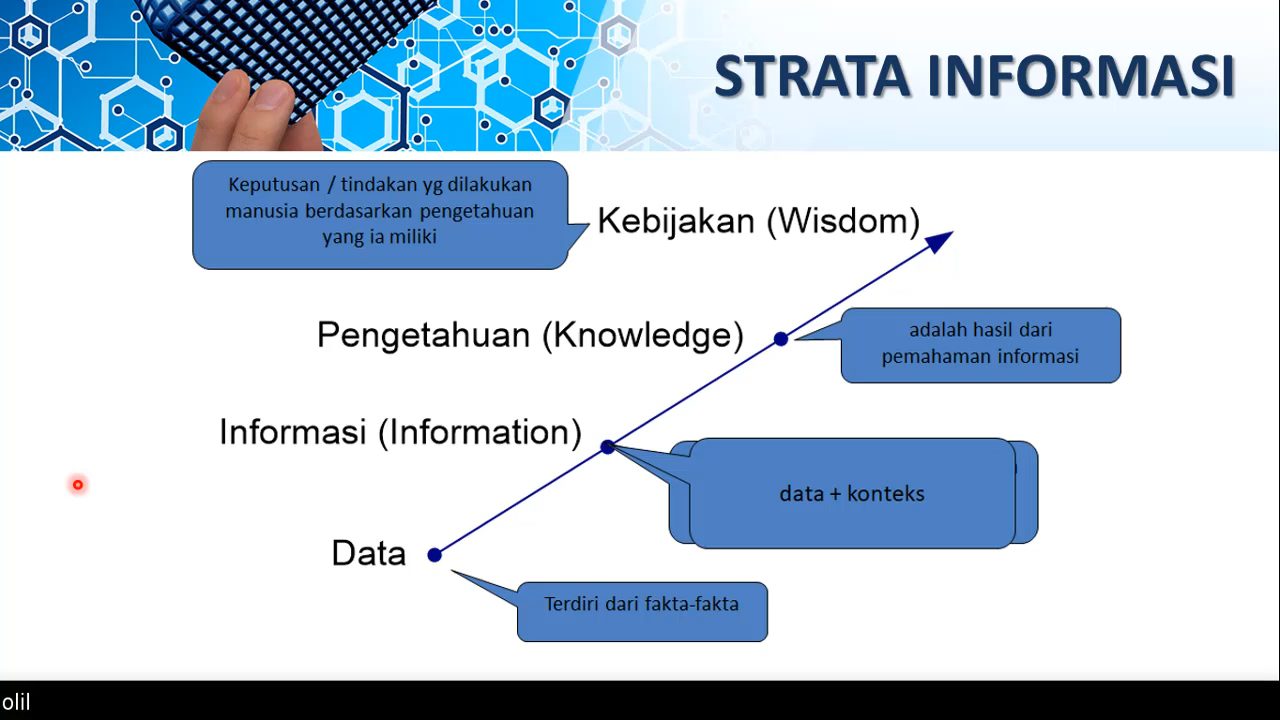 STRATA INFORMASI
Keputusan / tindakan yg dilakukan
manusia berdasarkan pengetahuan
yang ia miliki
Kebijakan (Wisdom)
Pengetahuan (Knowledge)
adalah hasil dari
pemahaman informasi
Informasi (Information)
data + konteks
Data
Terdiri dari fakta-fakta
olil